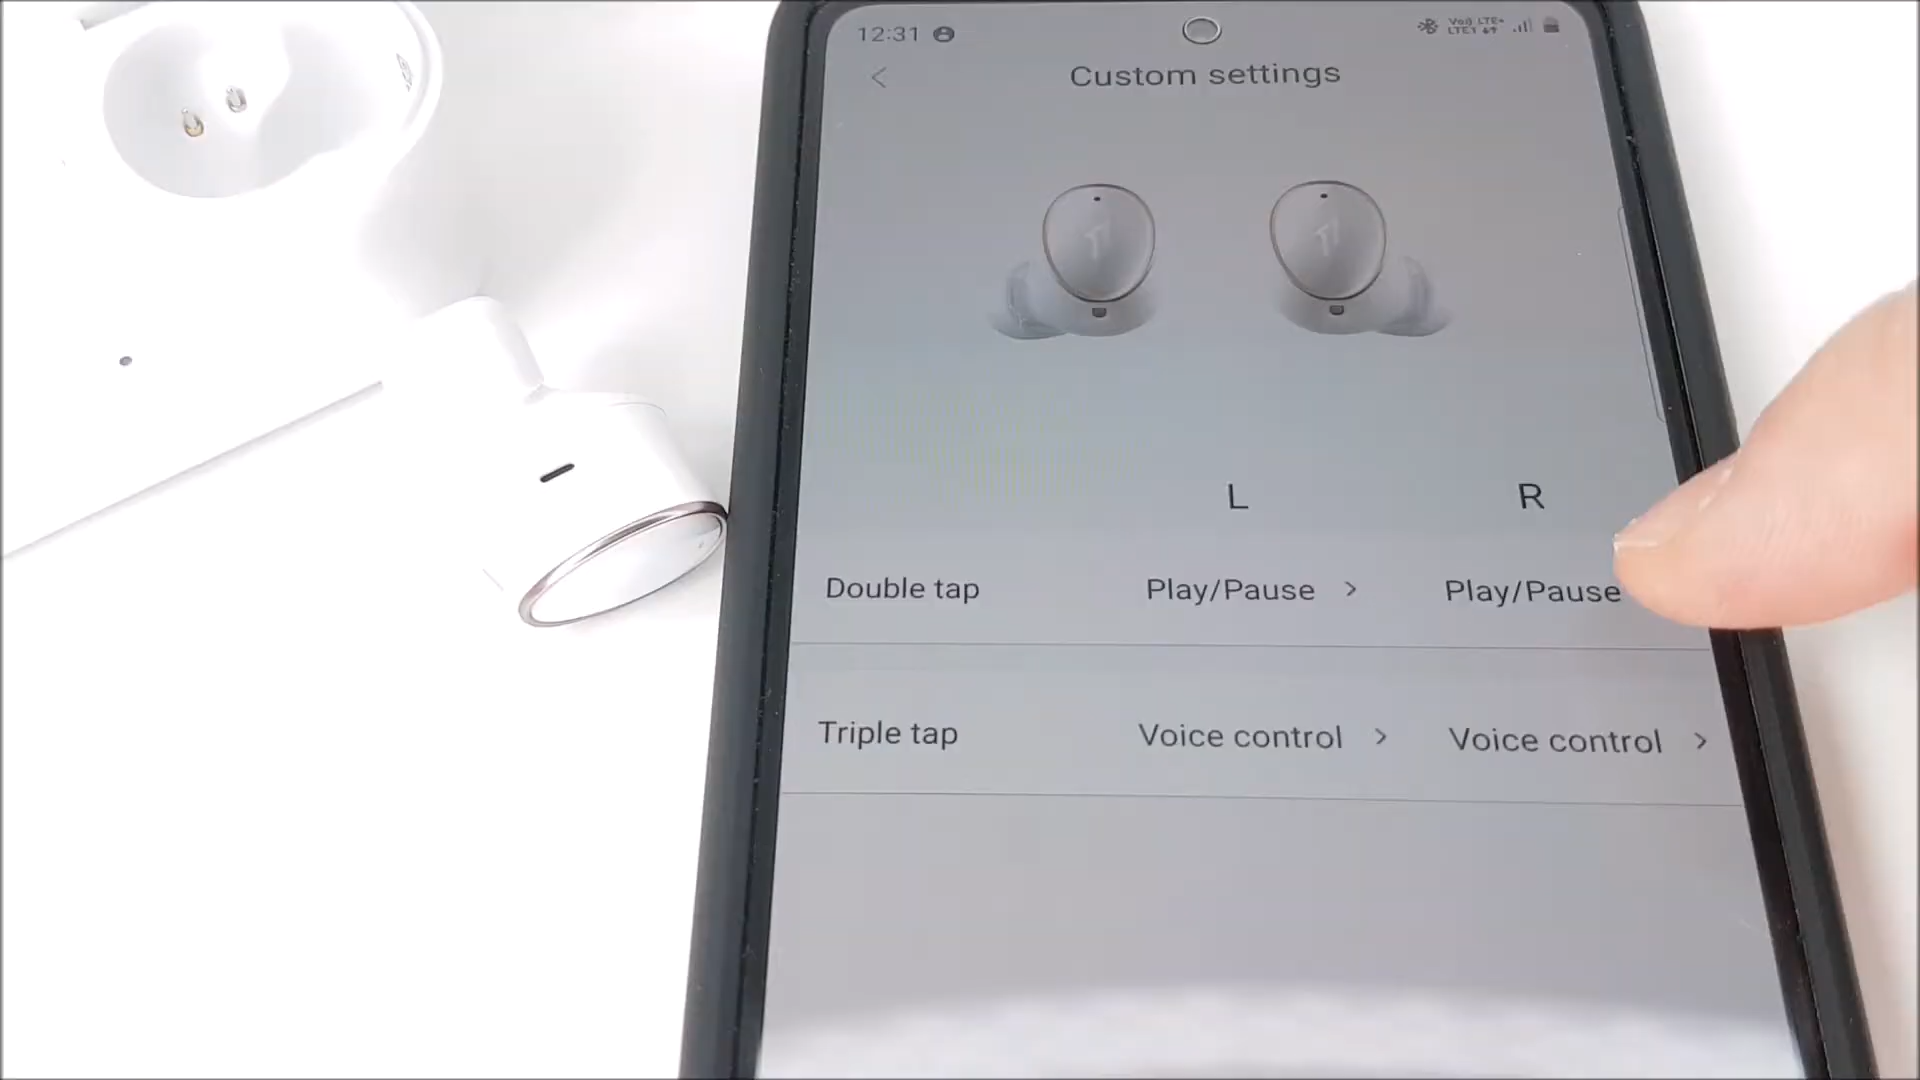 12:31
Custom settings
L R
Double tap Play/Pause > Play/Pause
Triple tap Voice control > Voice control >